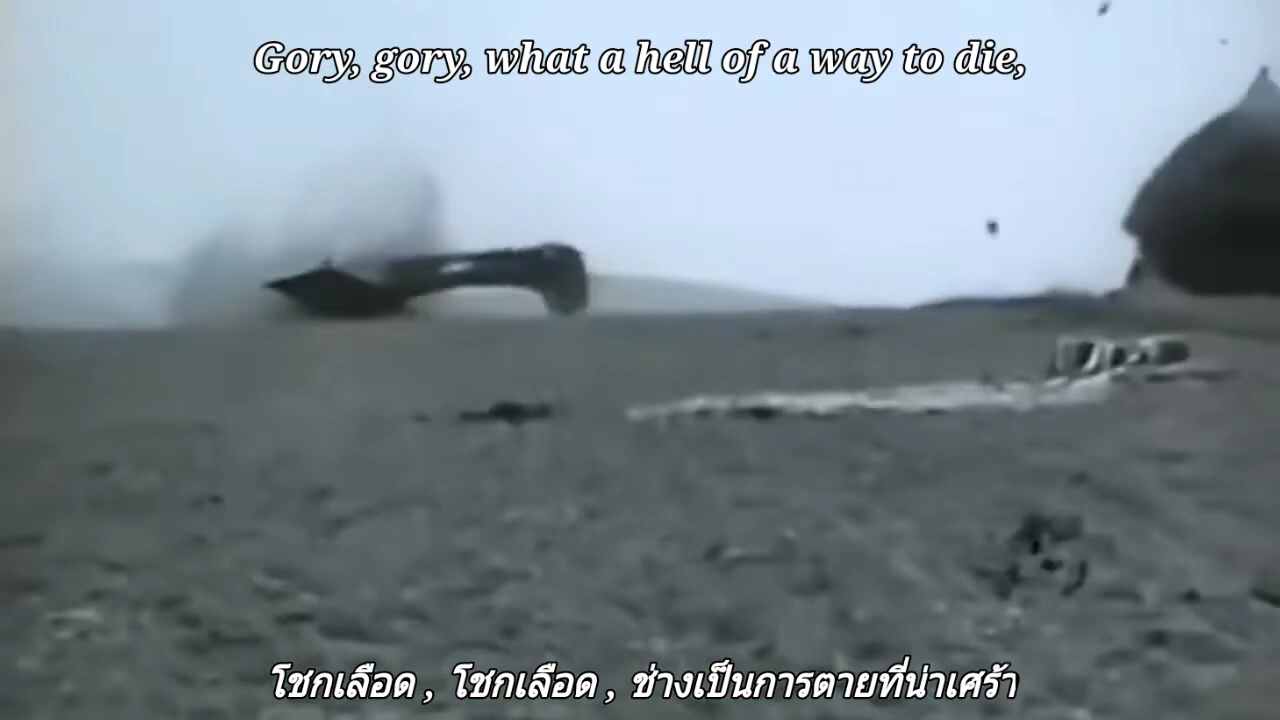 Gory, gory, what a hell of a way to die,
โชกเลือด , โชกเลือด , ช่างเป็นการตายที่น่าเศร้า